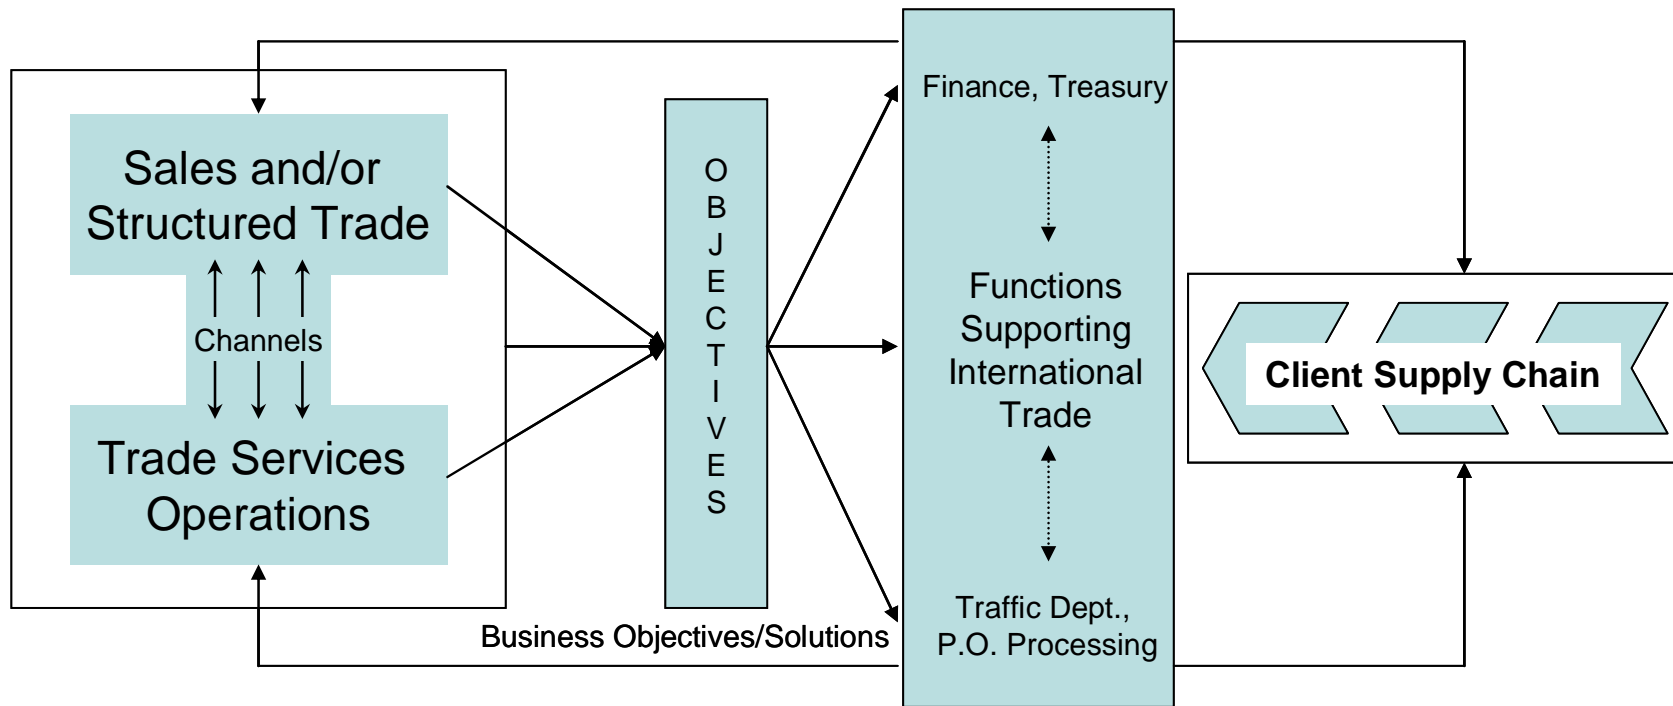 Sales and/or
Structured Trade
Channels
Trade Services
Operations
OBJECTIVES
Business Objectives/Solutions
Finance, Treasury
Functions
Supporting
International
Trade
Traffic Dept.,
P.O. Processing
Client Supply Chain